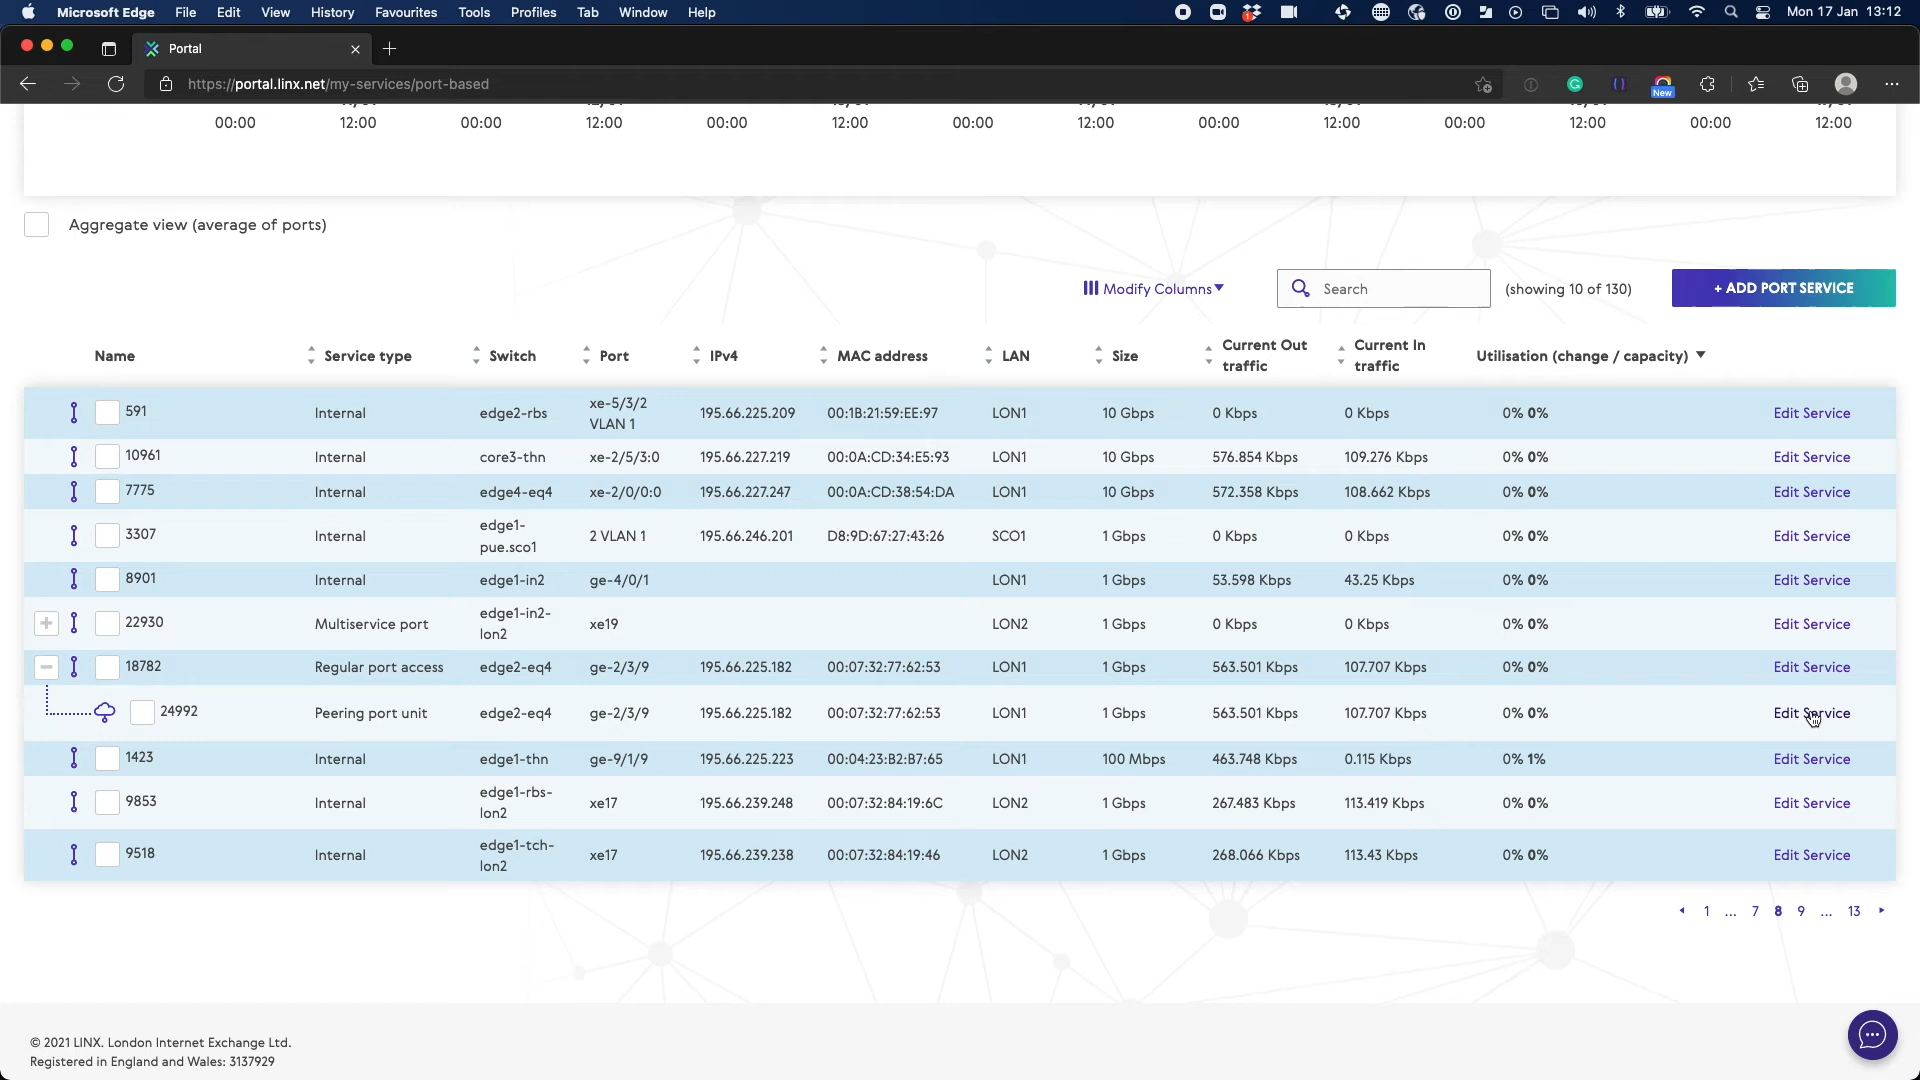 Microsoft Edge File Edit View History Favourites Tools Profiles Tab Window Help Mon 17 Jan 13:12
Portal
https://portal.linx.net/my-services/port-based
New
00:00 12:00 00:00 12:00 00:00 12:00 00:00 12:00 00:00 12:00 00:00 12:00 00:00 12:00
Aggregate view (average of ports)
Modify Columns Search (showing 10 of 130) + ADD PORT SERVICE
Name Service type Switch Port IPv4 MAC address LAN Size Current Out traffic Current In traffic Utilisation (change / capacity)
591 Internal edge2-rbs xe-5/3/2 VLAN 1 195.66.225.209 00:1B:21:59:EE:97 LON1 10 Gbps 0 Kbps 0 Kbps 0% 0% Edit Service
10961 Internal core3-thn xe-2/5/3:0 195.66.227.219 00:0A:CD:34:E5:93 LON1 10 Gbps 576.854 Kbps 109.276 Kbps 0% 0% Edit Service
7775 Internal edge4-eq4 xe-2/0/0:0 195.66.227.247 00:0A:CD:38:54:DA LON1 10 Gbps 572.358 Kbps 108.662 Kbps 0% 0% Edit Service
3307 Internal edge1-pue.sco1 2 VLAN 1 195.66.246.201 D8:9D:67:27:43:26 SCO1 1 Gbps 0 Kbps 0 Kbps 0% 0% Edit Service
8901 Internal edge1-in2 ge-4/0/1 LON1 1 Gbps 53.598 Kbps 43.25 Kbps 0% 0% Edit Service
22930 Multiservice port edge1-in2-lon2 xe19 LON2 1 Gbps 0 Kbps 0 Kbps 0% 0% Edit Service
18782 Regular port access edge2-eq4 ge-2/3/9 195.66.225.182 00:07:32:77:62:53 LON1 1 Gbps 563.501 Kbps 107.707 Kbps 0% 0% Edit Service
24992 Peering port unit edge2-eq4 ge-2/3/9 195.66.225.182 00:07:32:77:62:53 LON1 1 Gbps 563.501 Kbps 107.707 Kbps 0% 0% Edit Service
1423 Internal edge1-thn ge-9/1/9 195.66.225.223 00:04:23:B2:B7:65 LON1 100 Mbps 463.748 Kbps 0.115 Kbps 0% 1% Edit Service
9853 Internal edge1-rbs-lon2 xe17 195.66.239.248 00:07:32:84:19:6C LON2 1 Gbps 267.483 Kbps 113.419 Kbps 0% 0% Edit Service
9518 Internal edge1-tch-lon2 xe17 195.66.239.238 00:07:32:84:19:46 LON2 1 Gbps 268.066 Kbps 113.43 Kbps 0% 0% Edit Service
1 ... 7 8 9 ... 13
© 2021 LINX. London Internet Exchange Ltd.
Registered in England and Wales: 3137929